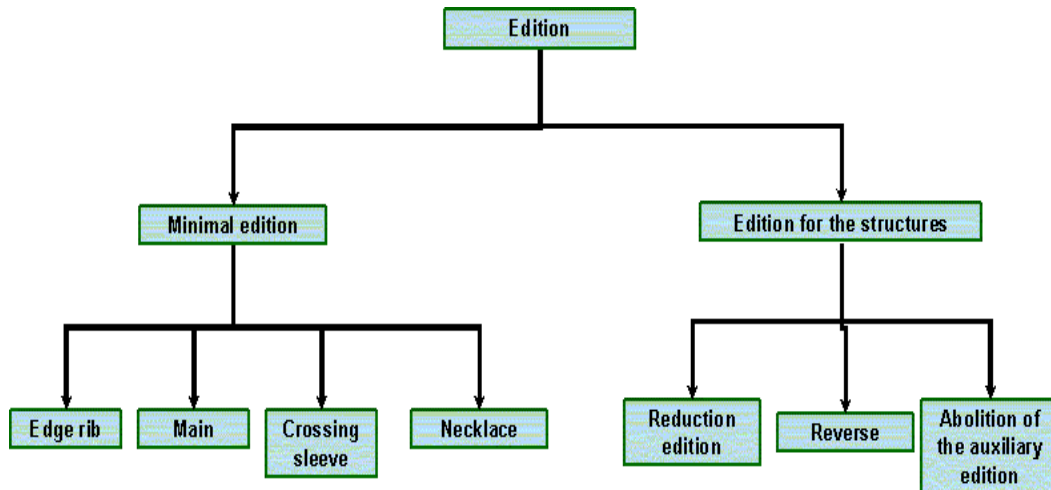 Edition
Minimal edition
Edition for the structures
Edge rib
Main
Crossing
sleeve
Necklace
Reduction
edition
Reverse
Abolition of
the auxiliary
edition